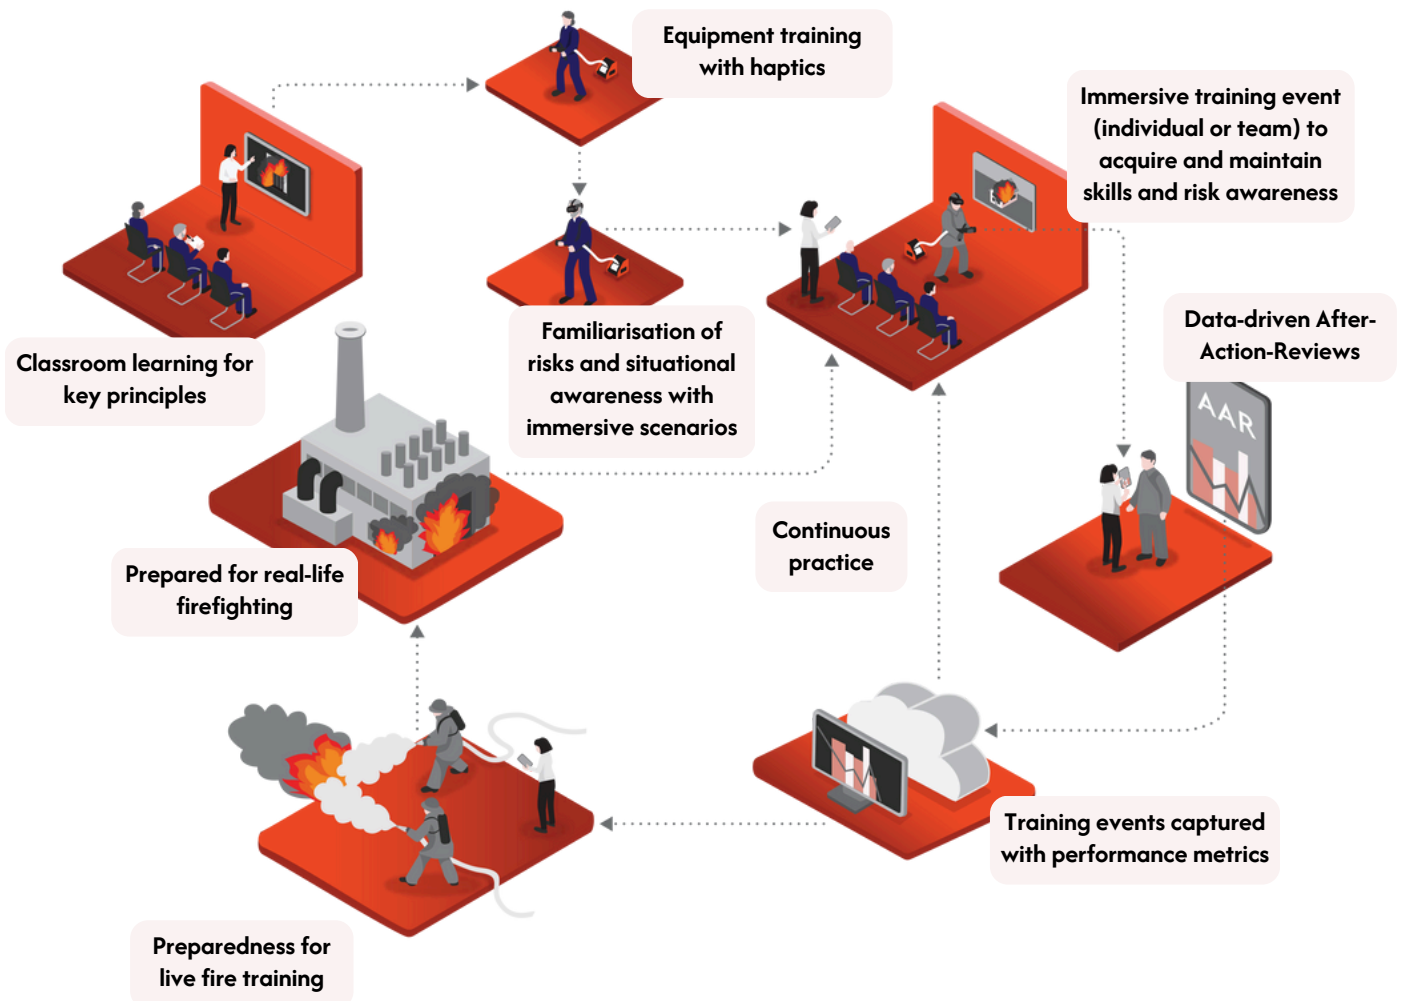 Equipment training
with haptics
Immersive training event
(individual or team) to
acquire and maintain
skills and risk awareness
Classroom learning for
key principles
Familiarisation of
risks and situational
awareness with
immersive scenarios
Data-driven After-
Action-Reviews
AAR
Prepared for real-life
firefighting
Continuous
practice
Training events captured
with performance metrics
Preparedness for
live fire training